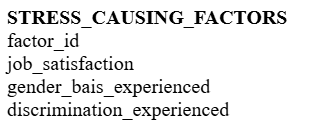 STRESS_CAUSING_FACTORS
factor_id
job_satisfaction
gender_bais_experienced
discrimination_experienced